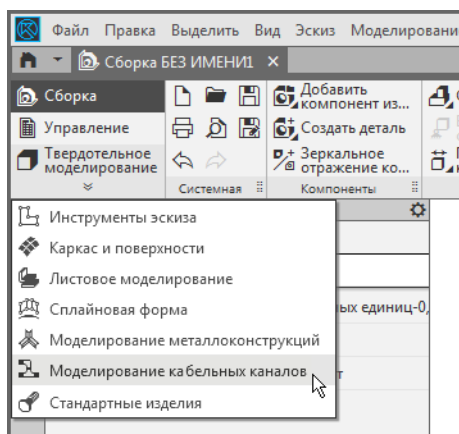 Файл Правка Выделить Вид Эскиз
Сборка БЕЗ ИМЕНИ1 ×
Сборка
Добавить
компонент из...
Управление
Создать деталь
Твердотельное
моделирование
Зеркальное
отражение ко...
Системная
Компоненты
Инструменты эскиза
Каркас и поверхности
Листовое моделирование
ых единиц-0,
Сплайновая форма
Моделирование металлоконструкций
Моделирование кабельных каналов
т
Стандартные изделия